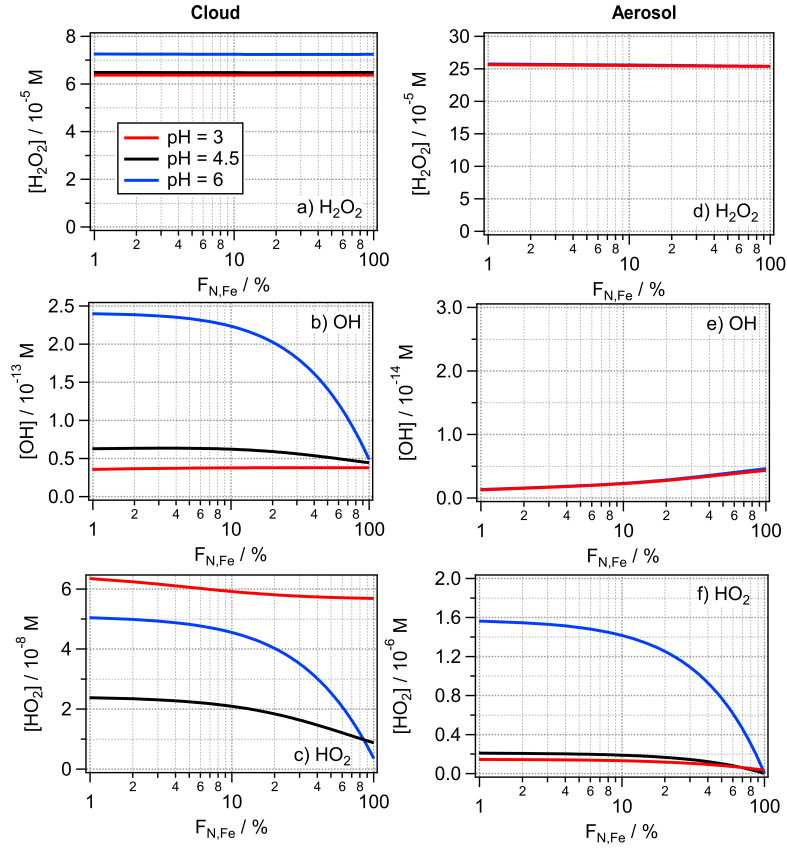 Cloud
Aerosol
8
6
4
2
0
[H2O2] / 10-5 M
pH = 3
pH = 4.5
pH = 6
a) H2O2
1 2 4 6 8 10 2 4 6 8 100
FN,Fe / %
30
25
20
15
10
5
0
[H2O2] / 10-5 M
d) H2O2
1 2 4 6 8 10 2 4 6 8 100
FN,Fe / %
2.5
2.0
1.5
1.0
0.5
0.0
[OH] / 10-13 M
b) OH
1 2 4 6 8 10 2 4 6 8 100
FN,Fe / %
3.0
2.0
1.0
0.0
[OH] / 10-14 M
e) OH
1 2 4 6 8 10 2 4 6 8 100
FN,Fe / %
6
4
2
0
[HO2] / 10-8 M
c) HO2
1 2 4 6 8 10 2 4 6 8 100
FN,Fe / %
2.0
1.6
1.2
0.8
0.4
0.0
[HO2] / 10-6 M
f) HO2
1 2 4 6 8 10 2 4 6 8 100
FN,Fe / %